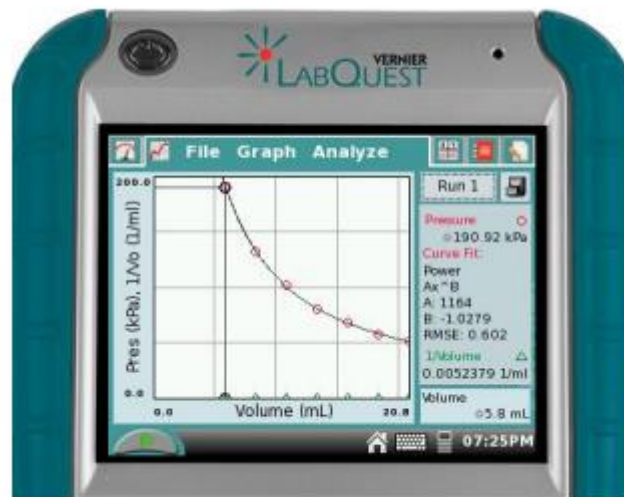 VERNIER
LABQUEST
File Graph Analyze
Run 1
200.0
Pres (kPa), 1/Vo (1/ml)
0.0
0.0
Volume (mL)
20.0
Pressure
190.92 kPa
Curve Fit:
Power
Ax^B
A: 1164
B: -1.0279
RMSE: 0.602
1/Volume
0.0052379 1/ml
Volume
5.8 mL
07:25PM